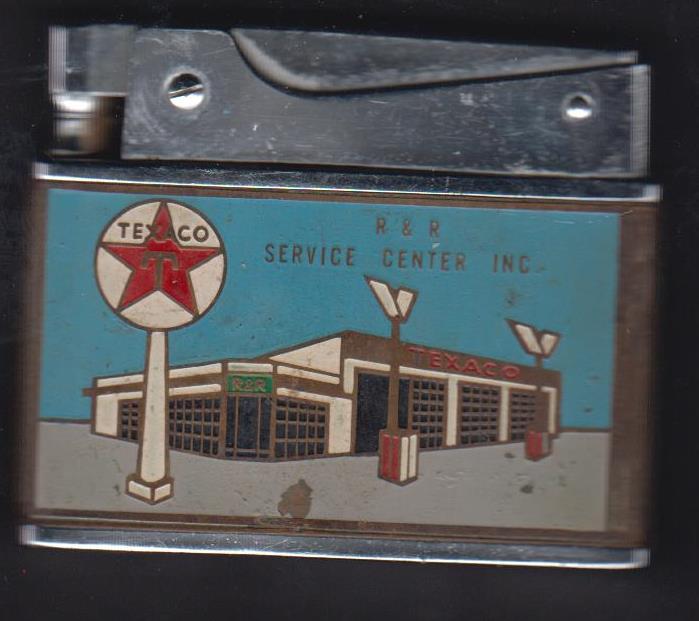 TEXACO
T
R & R
SERVICE CENTER INC.
TEXACO
R&R